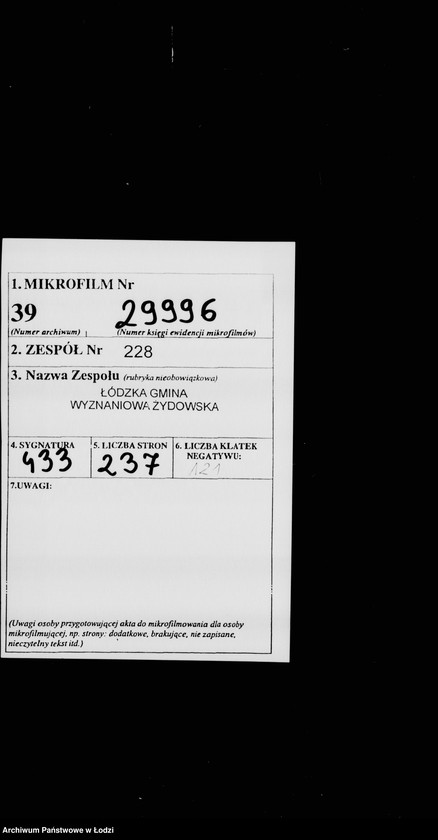 1. MIKROFILM Nr
39 29996
(Numer archiwum) (Numer księgi ewidencji mikrofilmów)
2. ZESPÓŁ Nr 228
3. Nazwa Zespołu (rubryka nieobowiązkowa)
ŁÓDZKA GMINA
WYZNANIOWA ŻYDOWSKA
4. SYGNATURA 5. LICZBA STRON 6. LICZBA KLATEK
NEGATYWU:
433 237 121
7.UWAGI:
(Uwagi osoby przygotowującej akta do mikrofilmowania dla osoby
mikrofilmującej, np. strony: dodatkowe, brakujące, nie zapisane,
nieczytelny tekst itd.)
Archiwum Państwowe w Łodzi